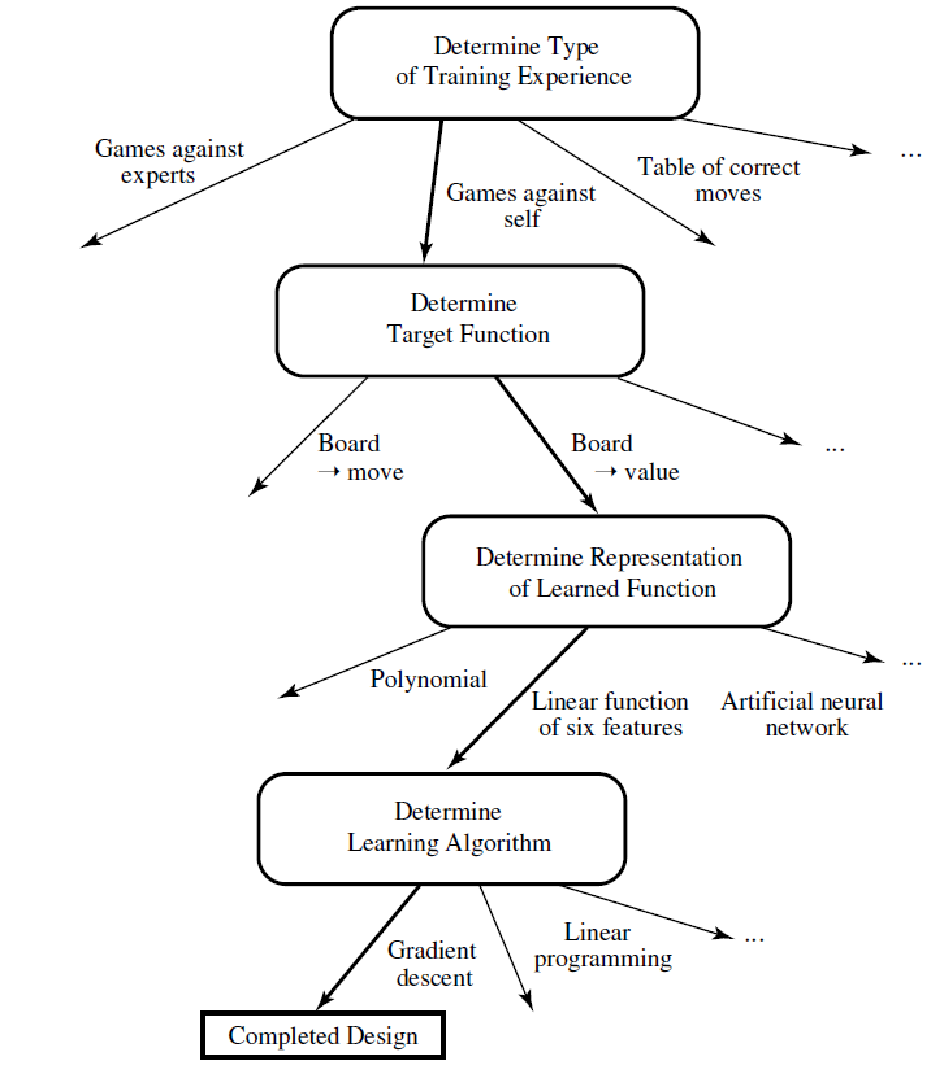 Determine Type
of Training Experience
Games against
experts
Games against
self
Table of correct
moves
...
Determine
Target Function
Board
→ move
Board
→ value
...
Determine Representation
of Learned Function
Polynomial
Linear function
of six features
Artificial neural
network
...
Determine
Learning Algorithm
Gradient
descent
Linear
programming
...
Completed Design